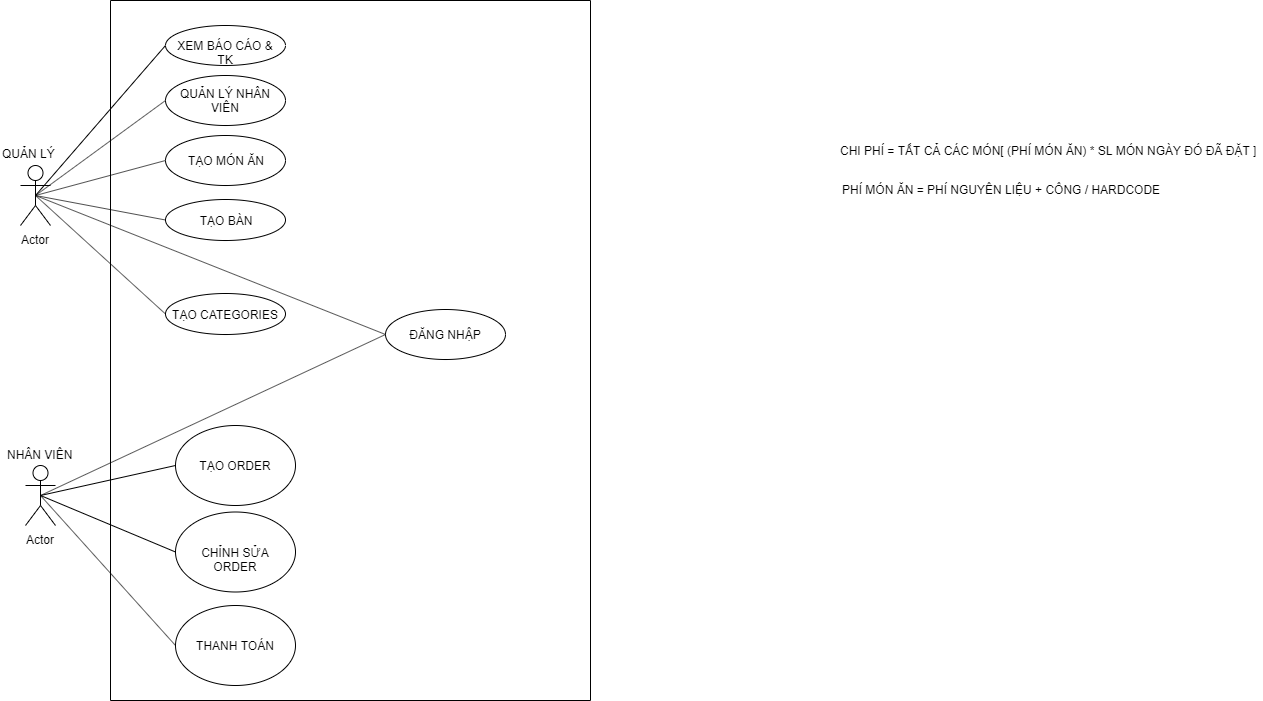 XEM BÁO CÁO &
TK
QUẢN LÝ NHÂN
VIÊN
QUẢN LÝ
TẠO MÓN ĂN
Actor
TẠO BÀN
TẠO CATEGORIES
ĐĂNG NHẬP
NHÂN VIÊN
TẠO ORDER
Actor
CHỈNH SỬA
ORDER
THANH TOÁN
CHI PHÍ = TẤT CẢ CÁC MÓN[ (PHÍ MÓN ĂN) * SL MÓN NGÀY ĐÓ ĐÃ ĐẶT ]
PHÍ MÓN ĂN = PHÍ NGUYÊN LIỆU + CÔNG / HARDCODE